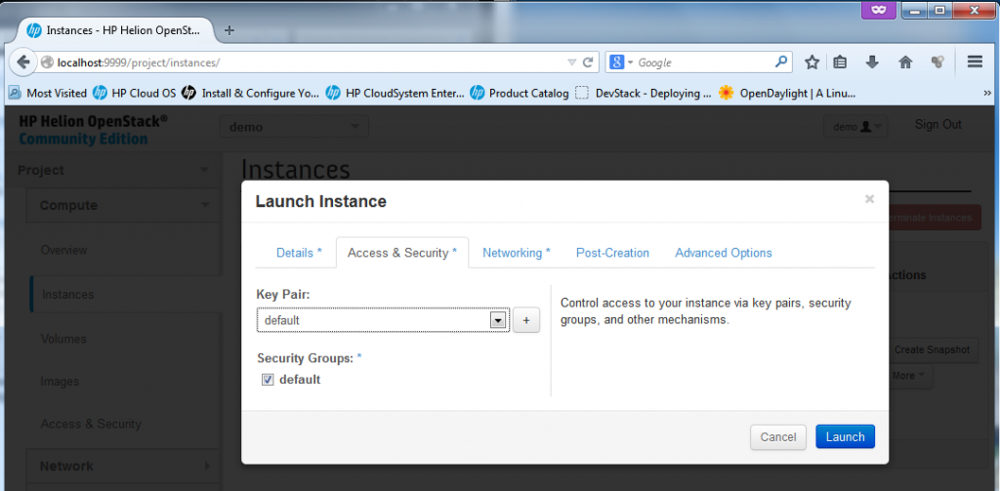 Instances - HP Helion OpenSt...
localhost:9999/project/instances/
Google
Most Visited
HP Cloud OS
Install & Configure Yo...
HP CloudSystem Enter...
Product Catalog
DevStack - Deploying ...
OpenDaylight | A Linu...
HP Helion OpenStack®
Community Edition
demo
demo
Sign Out
Project
Compute
Overview
Instances
Volumes
Images
Access & Security
Network
Instances
Terminate Instances
Actions
Create Snapshot
More
Launch Instance
Details *
Access & Security *
Networking *
Post-Creation
Advanced Options
Key Pair:
default
+
Security Groups: *
default
Control access to your instance via key pairs, security
groups, and other mechanisms.
Cancel
Launch